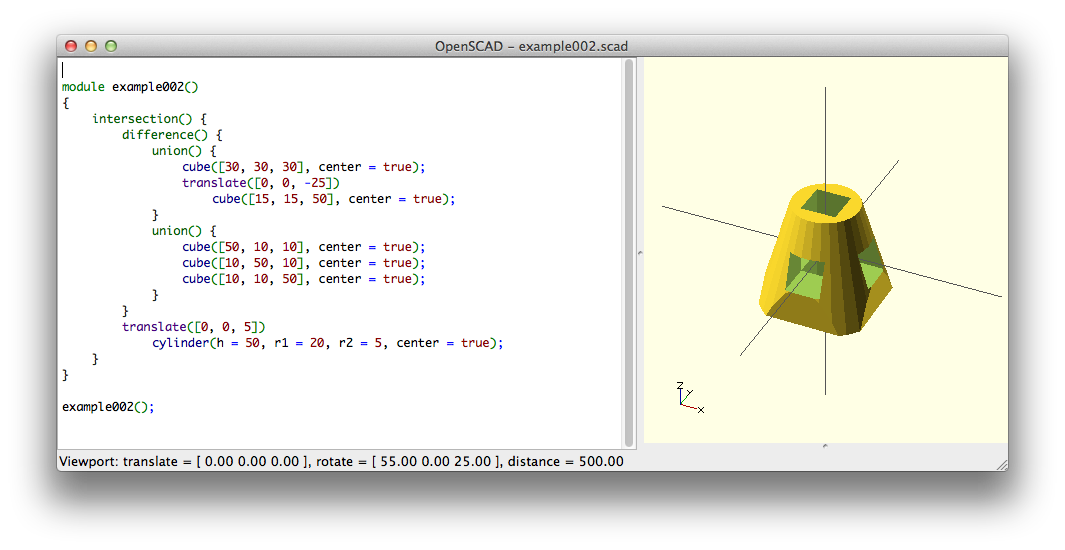 OpenSCAD – example002.scad
module example002()
{
    intersection() {
        difference() {
            union() {
                cube([30, 30, 30], center = true);
                translate([0, 0, -25])
                    cube([15, 15, 50], center = true);
            }
            union() {
                cube([50, 10, 10], center = true);
                cube([10, 50, 10], center = true);
                cube([10, 10, 50], center = true);
            }
        }
        translate([0, 0, 5])
            cylinder(h = 50, r1 = 20, r2 = 5, center = true);
    }
}
example002();
Z
Y
X
Viewport: translate = [ 0.00 0.00 0.00 ], rotate = [ 55.00 0.00 25.00 ], distance = 500.00